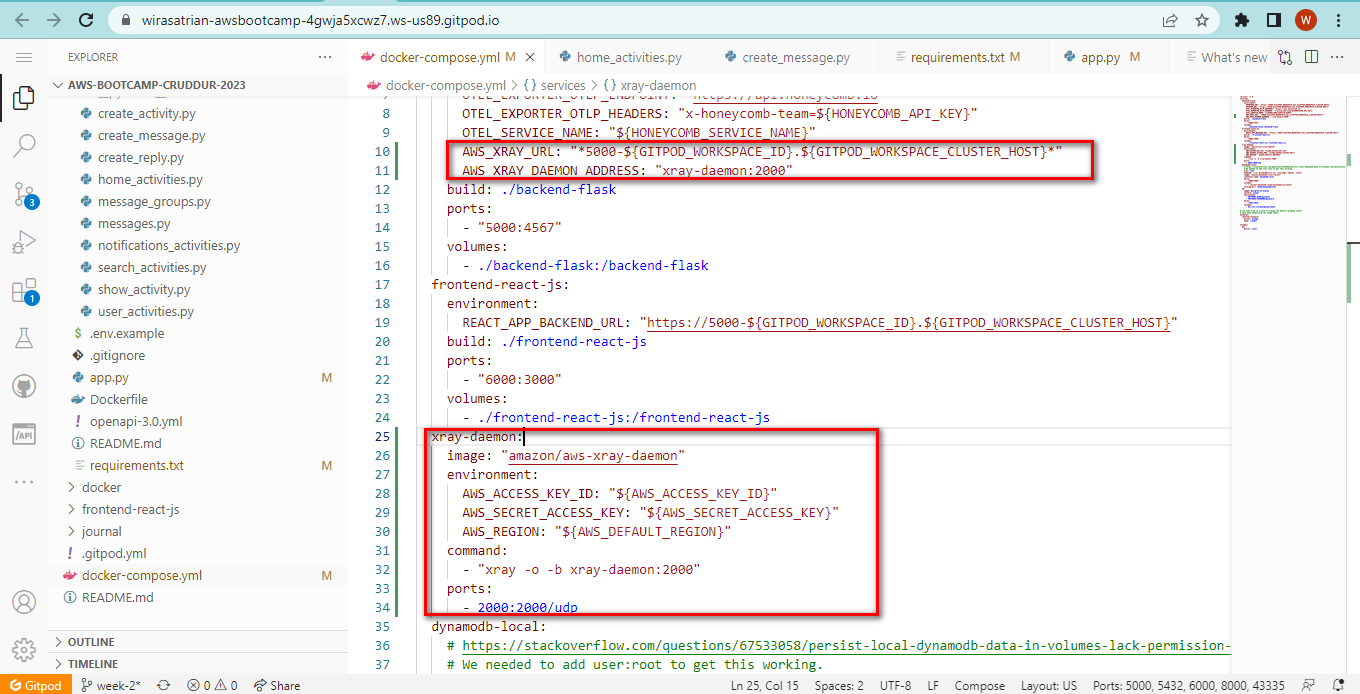 wirasatrian-awsbootcamp-4gwja5xcwz7.ws-us89.gitpod.io
W
EXPLORER
docker-compose.yml M
home_activities.py
create_message.py
requirements.txt M
app.py M
What's new
AWS-BOOTCAMP-CRUDDUR-2023
docker-compose.yml > {} services > {} xray-daemon
create_activity.py
create_message.py
create_reply.py
home_activities.py
message_groups.py
messages.py
notifications_activities.py
search_activities.py
show_activity.py
user_activities.py
.env.example
.gitignore
app.py M
Dockerfile
openapi-3.0.yml
README.md
requirements.txt M
docker
frontend-react-js
journal
.gitpod.yml
docker-compose.yml M
README.md
OUTLINE
TIMELINE
3
1
/API
7 OTEL_EXPORTER_OTLP_ENDPOINT: "https://api.honeycomb.io"
8 OTEL_EXPORTER_OTLP_HEADERS: "x-honeycomb-team=${HONEYCOMB_API_KEY}"
9 OTEL_SERVICE_NAME: "${HONEYCOMB_SERVICE_NAME}"
10 AWS_XRAY_URL: "*5000-${GITPOD_WORKSPACE_ID}.${GITPOD_WORKSPACE_CLUSTER_HOST}*"
11 AWS_XRAY_DAEMON_ADDRESS: "xray-daemon:2000"
12 build: ./backend-flask
13 ports:
14 - "5000:4567"
15 volumes:
16 - ./backend-flask:/backend-flask
17 frontend-react-js:
18 environment:
19 REACT_APP_BACKEND_URL: "https://5000-${GITPOD_WORKSPACE_ID}.${GITPOD_WORKSPACE_CLUSTER_HOST}"
20 build: ./frontend-react-js
21 ports:
22 - "6000:3000"
23 volumes:
24 - ./frontend-react-js:/frontend-react-js
25 xray-daemon:
26 image: "amazon/aws-xray-daemon"
27 environment:
28 AWS_ACCESS_KEY_ID: "${AWS_ACCESS_KEY_ID}"
29 AWS_SECRET_ACCESS_KEY: "${AWS_SECRET_ACCESS_KEY}"
30 AWS_REGION: "${AWS_DEFAULT_REGION}"
31 command:
32 - "xray -o -b xray-daemon:2000"
33 ports:
34 - 2000:2000/udp
35 dynamodb-local:
36 # https://stackoverflow.com/questions/67533058/persist-local-dynamodb-data-in-volumes-lack-permission-
37 # We needed to add user:root to get this working.
Gitpod week-2* 0 0 Share
Ln 25, Col 15 Spaces: 2 UTF-8 LF Compose Layout: US Ports: 5000, 5432, 6000, 8000, 43335